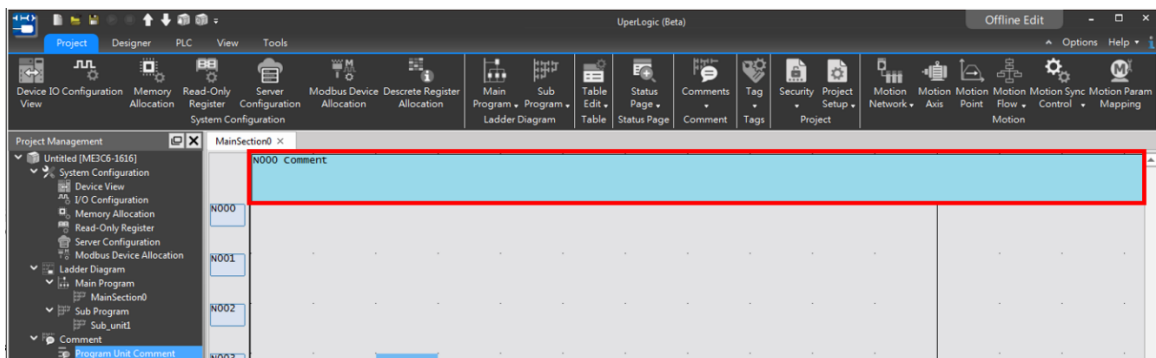 UperLogic (Beta)
Offline Edit
Project Designer PLC View Tools
Options Help
Device IO Configuration Memory Read-Only Server Modbus Device Descrete Register Main Sub Table Status Comments Tag Security Project Motion Motion Motion Motion Motion Sync Motion Param
View Allocation Register Configuration Allocation Allocation Program Program Edit Page Setup Network Axis Point Flow Control Mapping
System Configuration Ladder Diagram Table Status Page Comment Tags Project Motion
Project Management
MainSection0
Untitled [ME3C6-1616]
System Configuration
Device View
I/O Configuration
Memory Allocation
Read-Only Register
Server Configuration
Modbus Device Allocation
Ladder Diagram
Main Program
MainSection0
Sub Program
Sub_unit1
Comment
Program Unit Comment
N000 Comment
N000
N001
N002
N003